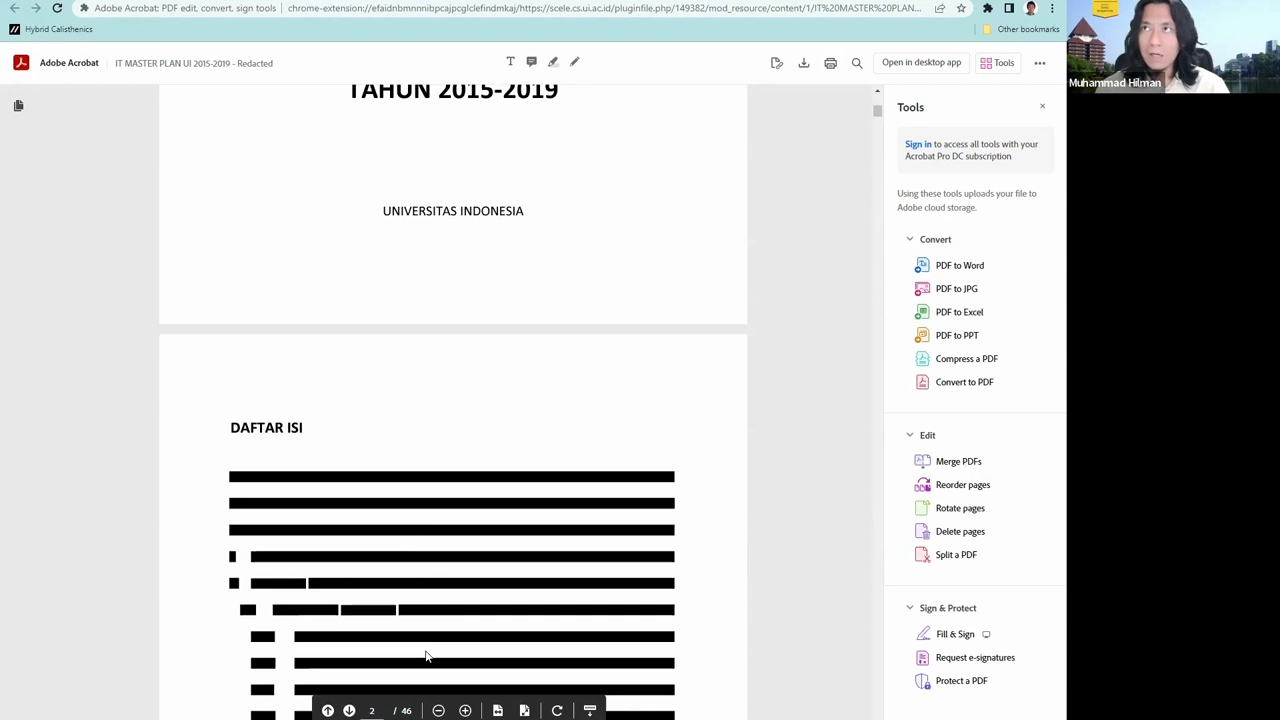 Adobe Acrobat: PDF edit, convert, sign tools
chrome-extension://efaidnbmnnnibpcajpcglclefindmkaj/https://scele.cs.ui.ac.id/pluginfile.php/149382/mod_resource/content/1/IT%20MASTER%20PLAN...
Hybrid Calisthenics
Other bookmarks
Muhammad Hilman
Adobe Acrobat
IT MASTER PLAN UI 2015-2019 - Redacted
Open in desktop app
Tools
TAHUN 2015-2019
UNIVERSITAS INDONESIA
DAFTAR ISI
2 / 46
Tools
Sign in to access all tools with your
Acrobat Pro DC subscription
Using these tools uploads your file to
Adobe cloud storage.
Convert
PDF to Word
PDF to JPG
PDF to Excel
PDF to PPT
Compress a PDF
Convert to PDF
Edit
Merge PDFs
Reorder pages
Rotate pages
Delete pages
Split a PDF
Sign & Protect
Fill & Sign
Request e-signatures
Protect a PDF